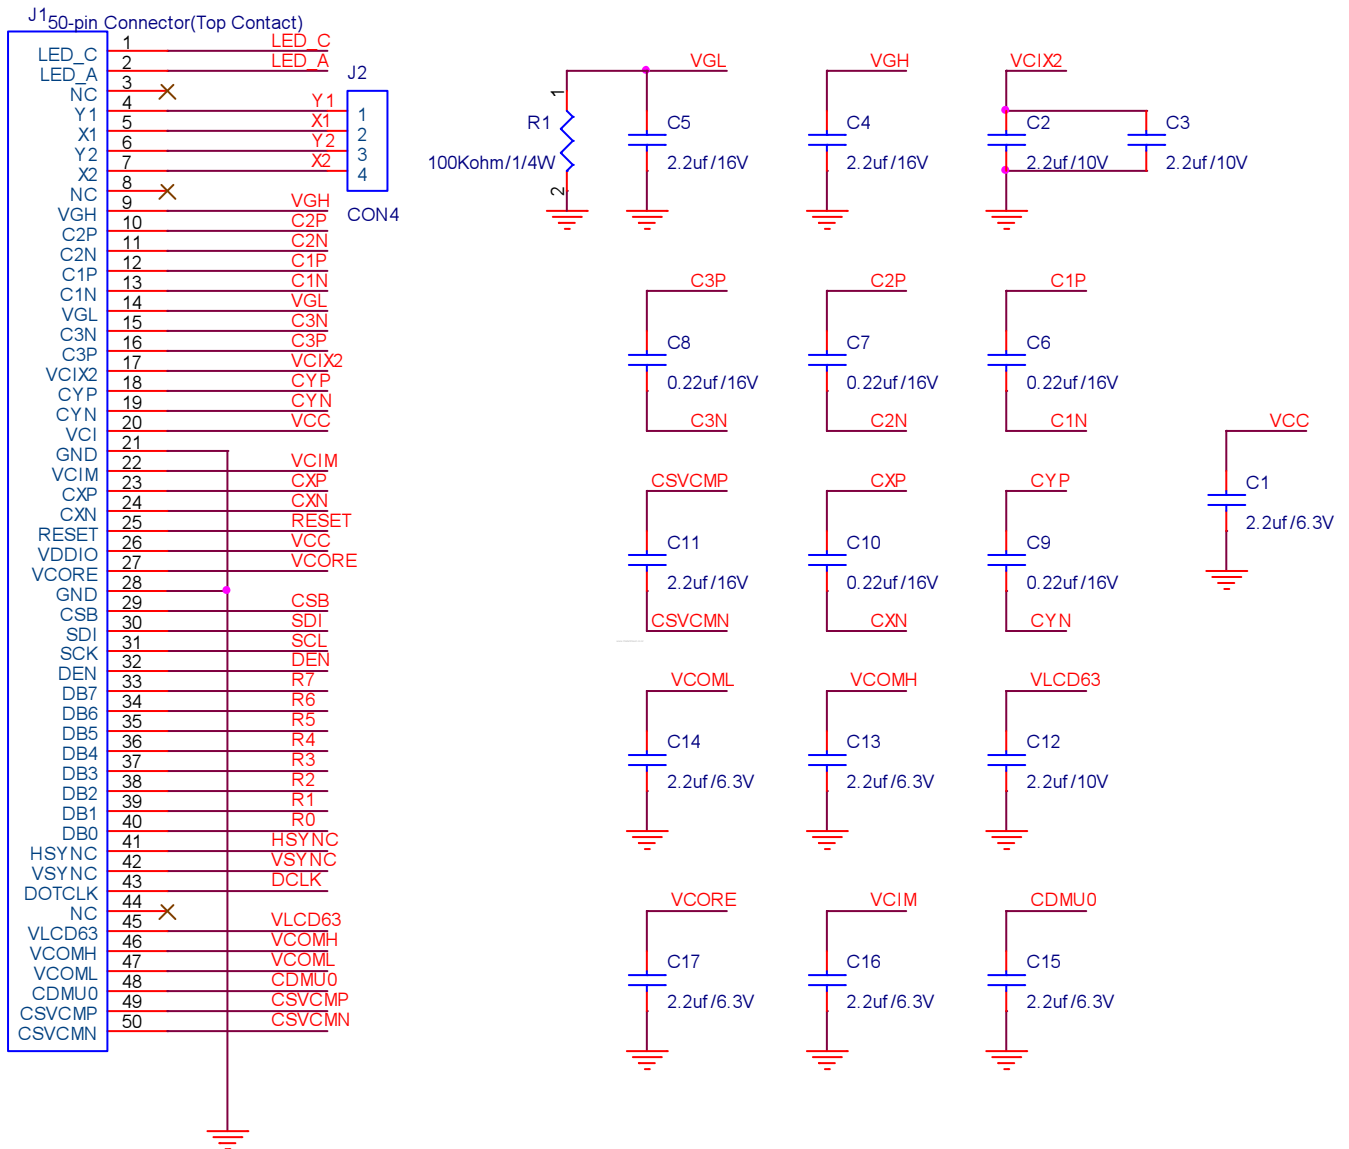 J1 50-pin Connector(Top Contact)
LED_C 1 LED_C
LED_A 2 LED_A
NC 3
Y1 4 Y1
X1 5 X1
Y2 6 Y2
X2 7 X2
NC 8
VGH 9 VGH
C2P 10 C2P
C2N 11 C2N
C1P 12 C1P
C1N 13 C1N
VGL 14 VGL
C3N 15 C3N
C3P 16 C3P
VCIX2 17 VCIX2
CYP 18 CYP
CYN 19 CYN
VCI 20 VCC
GND 21
VCIM 22 VCIM
CXP 23 CXP
CXN 24 CXN
RESET 25 RESET
VDDIO 26 VCC
VCORE 27 VCORE
GND 28
CSB 29 CSB
SDI 30 SDI
SCK 31 SCL
DEN 32 DEN
DB7 33 R7
DB6 34 R6
DB5 35 R5
DB4 36 R4
DB3 37 R3
DB2 38 R2
DB1 39 R1
DB0 40 R0
HSYNC 41 HSYNC
VSYNC 42 VSYNC
DOTCLK 43 DCLK
NC 44
VLCD63 45 VLCD63
VCOMH 46 VCOMH
VCOML 47 VCOML
CDMU0 48 CDMU0
CSVCMP 49 CSVCMP
CSVCMN 50 CSVCMN
J2
1
2
3
4
CON4
VGL VGH VCIX2
1
R1 C5 C4 C2 C3
100Kohm/1/4W 2.2uf/16V 2.2uf/16V 2.2uf/10V 2.2uf/10V
2
C3P C2P C1P
C8 C7 C6
0.22uf/16V 0.22uf/16V 0.22uf/16V
C3N C2N C1N
VCC
C1
2.2uf/6.3V
CSVCMP CXP CYP
C11 C10 C9
2.2uf/16V 0.22uf/16V 0.22uf/16V
CSVCMN CXN CYN
VCOML VCOMH VLCD63
C14 C13 C12
2.2uf/6.3V 2.2uf/6.3V 2.2uf/10V
VCORE VCIM CDMU0
C17 C16 C15
2.2uf/6.3V 2.2uf/6.3V 2.2uf/6.3V